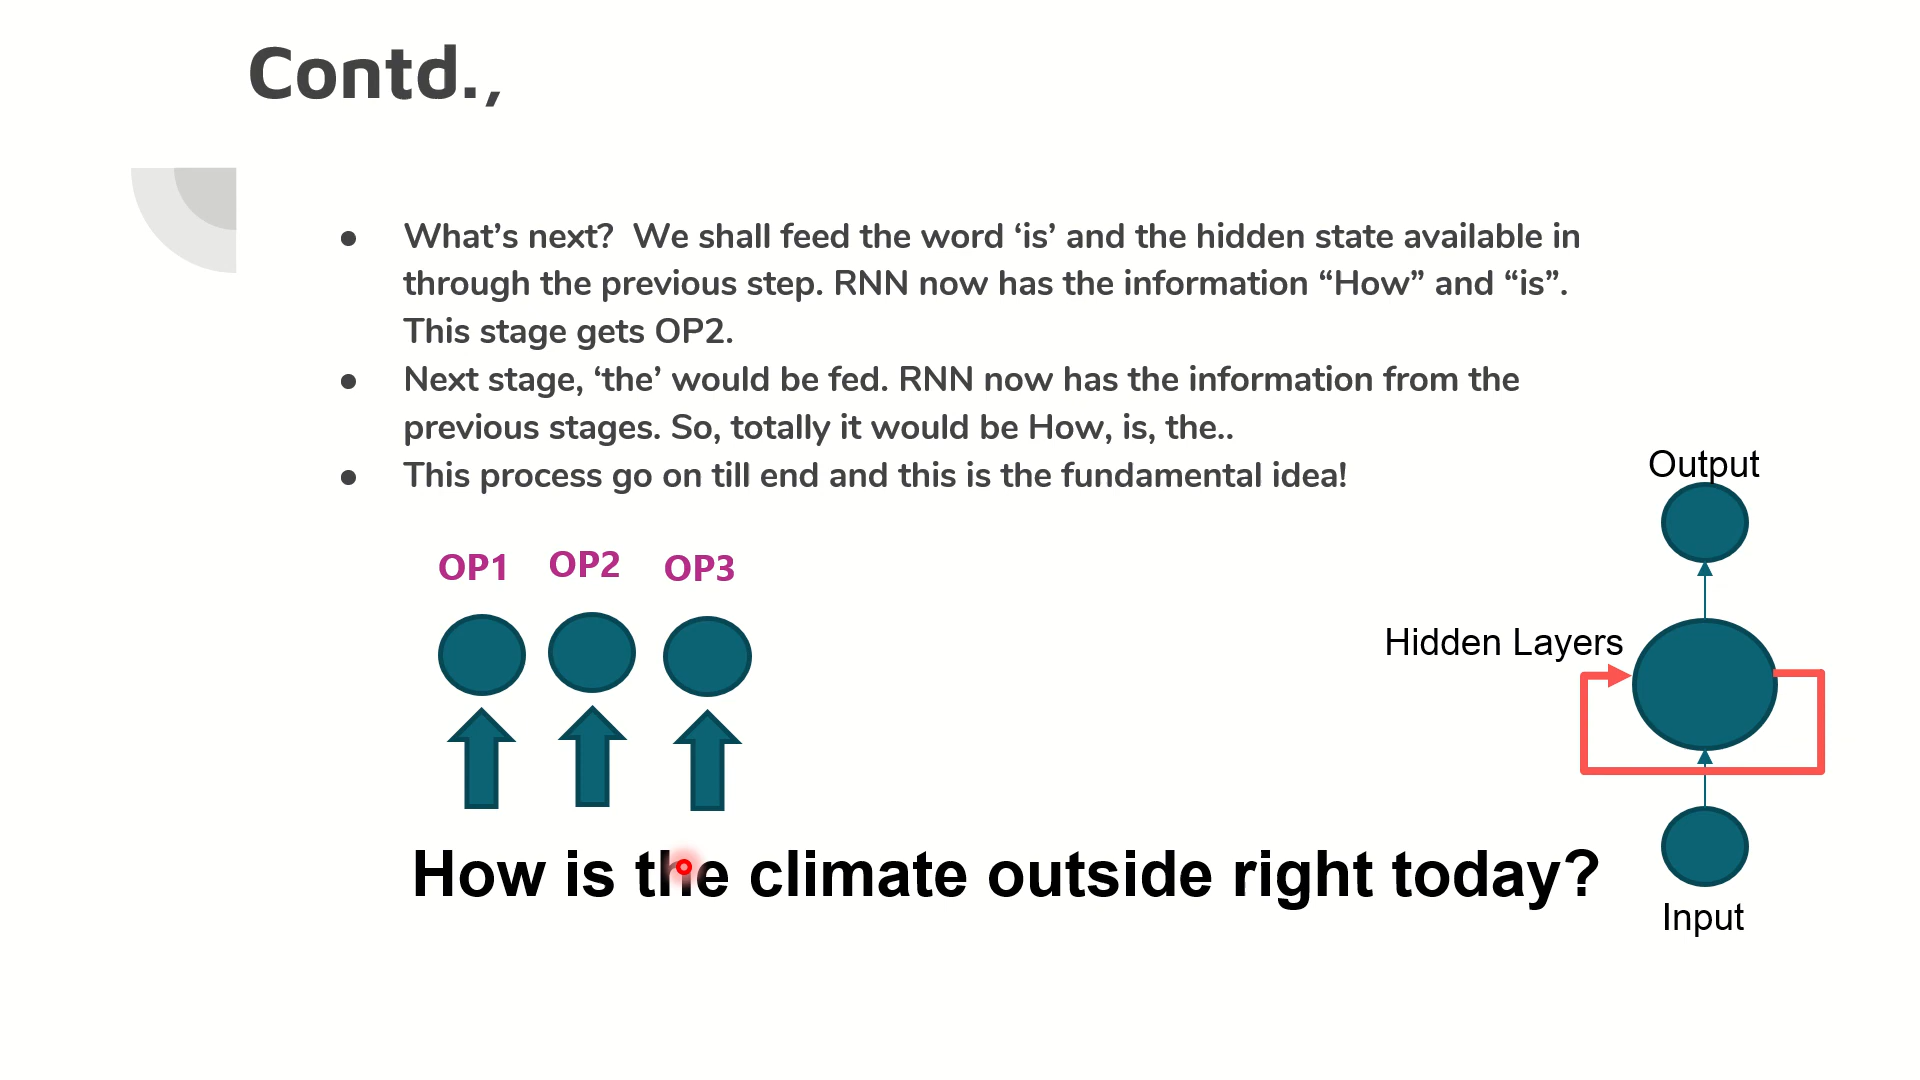 Contd.,
● What’s next?  We shall feed the word ‘is’ and the hidden state available in
through the previous step. RNN now has the information “How” and “is”.
This stage gets OP2.
● Next stage, ‘the’ would be fed. RNN now has the information from the
previous stages. So, totally it would be How, is, the..
● This process go on till end and this is the fundamental idea!
Output
OP1 OP2 OP3
Hidden Layers
How is the climate outside right today?
Input